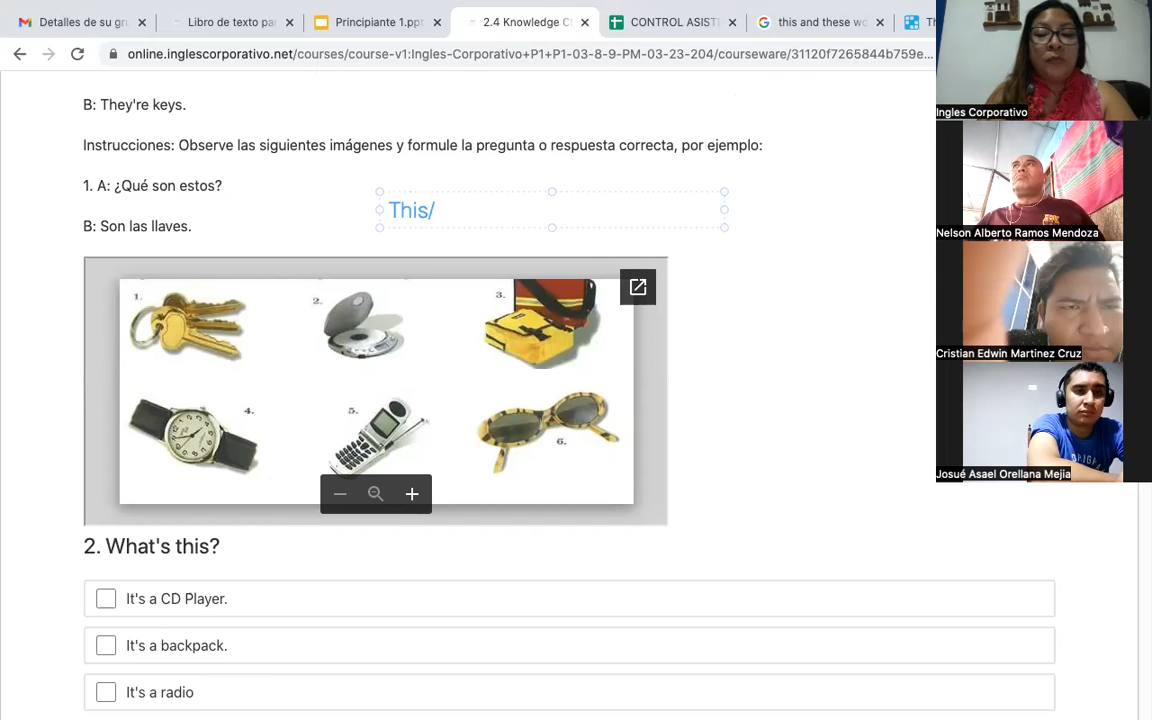 Detalles de su gr
Libro de texto pa
Principiante 1.ppt
2.4 Knowledge C
CONTROL ASIST
this and these wo
Th
online.inglescorporativo.net/courses/course-v1:Ingles-Corporativo+P1+P1-03-8-9-PM-03-23-204/courseware/31120f7265844b759e...
Ingles Corporativo
B: They're keys.
Instrucciones: Observe las siguientes imágenes y formule la pregunta o respuesta correcta, por ejemplo:
1. A: ¿Qué son estos?
This/
B: Son las llaves.
Nelson Alberto Ramos Mendoza
1.
2.
3.
Cristian Edwin Martinez Cruz
4.
5.
6.
Josué Asael Orellana Mejia
2. What's this?
It's a CD Player.
It's a backpack.
It's a radio